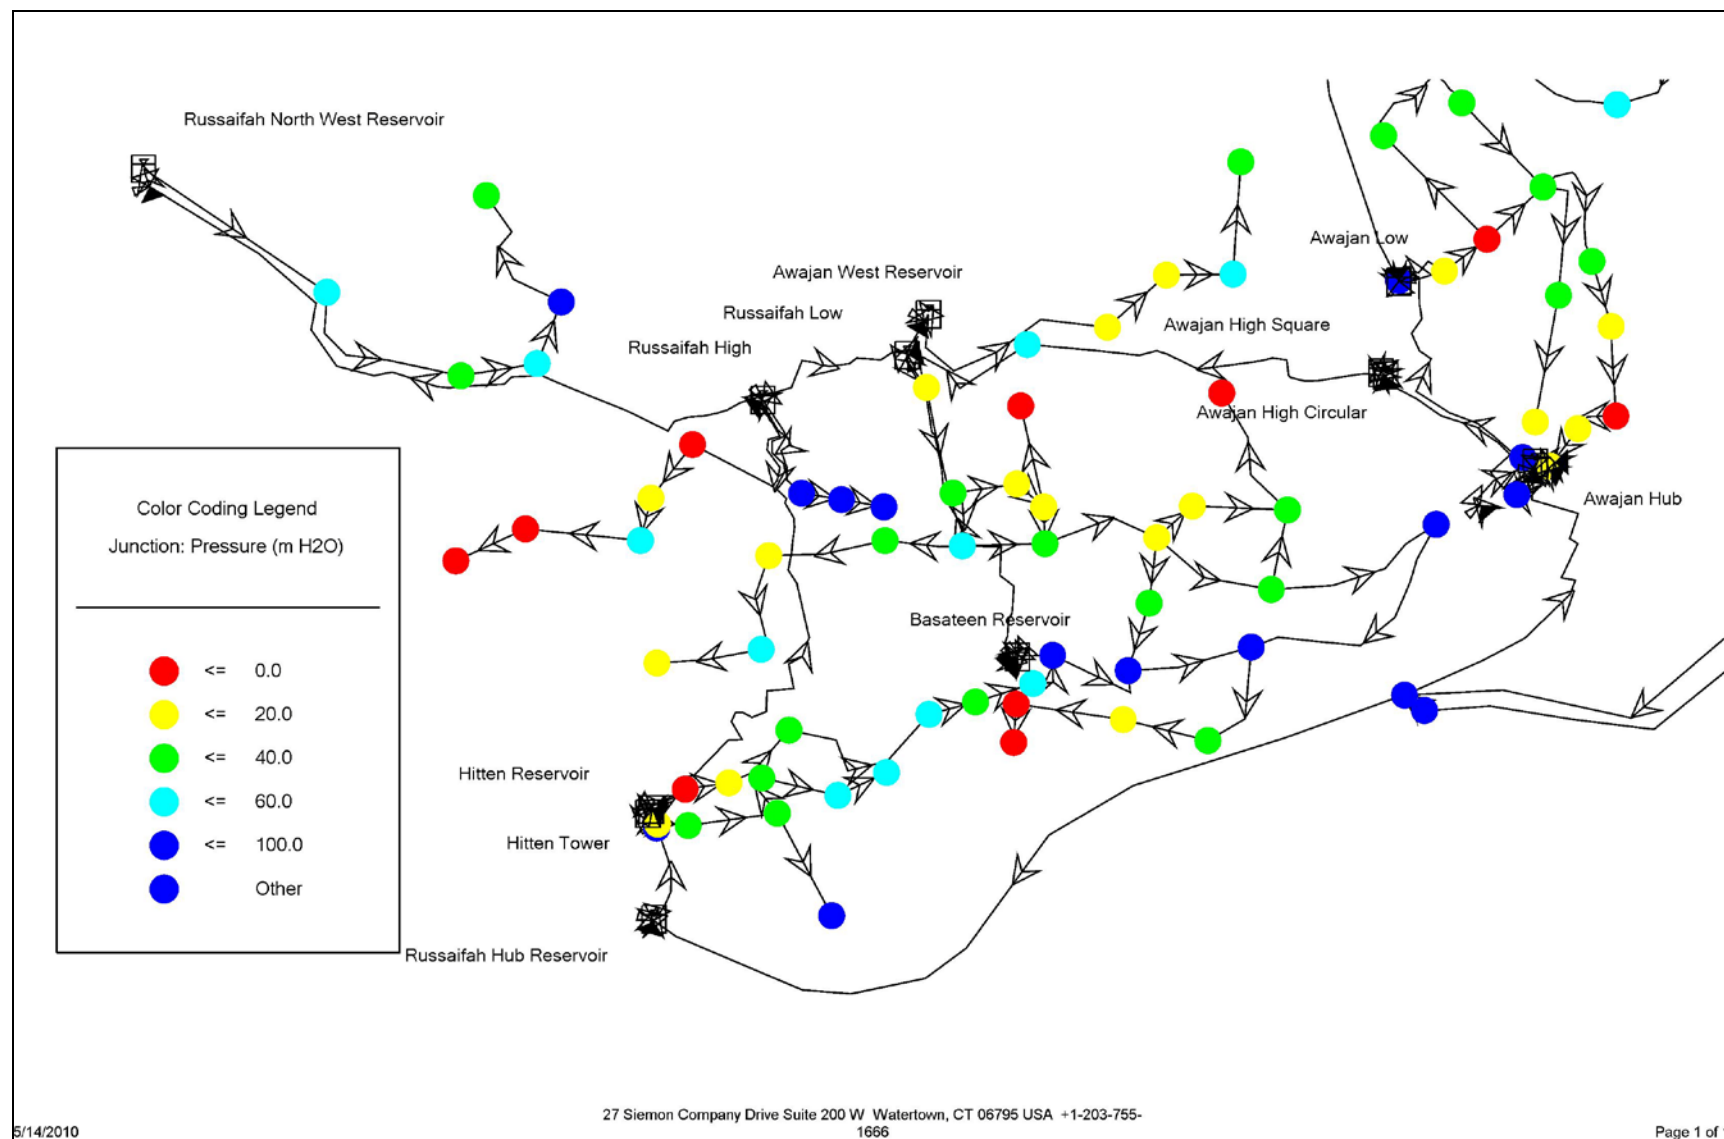 Russaifah North West Reservoir
Awajan Low
Awajan West Reservoir
Russaifah Low
Awajan High Square
Russaifah High
Awajan High Circular
Color Coding Legend
Junction: Pressure (m H2O)
Awajan Hub
Basateen Reservoir
<= 0.0
<= 20.0
<= 40.0
<= 60.0
<= 100.0
Other
Hitten Reservoir
Hitten Tower
Russaifah Hub Reservoir
27 Siemon Company Drive Suite 200 W Watertown, CT 06795 USA +1-203-755-
1666
5/14/2010
Page 1 of